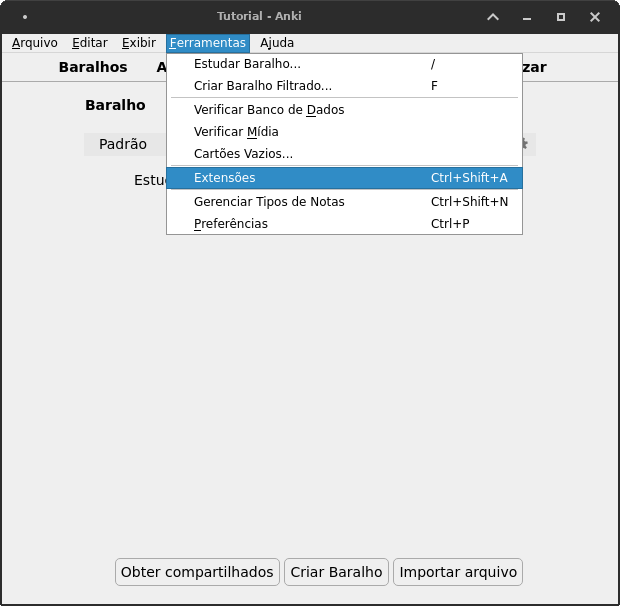 Tutorial - Anki
Arquivo Editar Exibir Ferramentas Ajuda
Baralhos
Estudar Baralho... /
Criar Baralho Filtrado... F
Verificar Banco de Dados
Verificar Mídia
Cartões Vazios...
Extensões Ctrl+Shift+A
Gerenciar Tipos de Notas Ctrl+Shift+N
Preferências Ctrl+P
Baralho
Padrão
Obter compartilhados Criar Baralho Importar arquivo